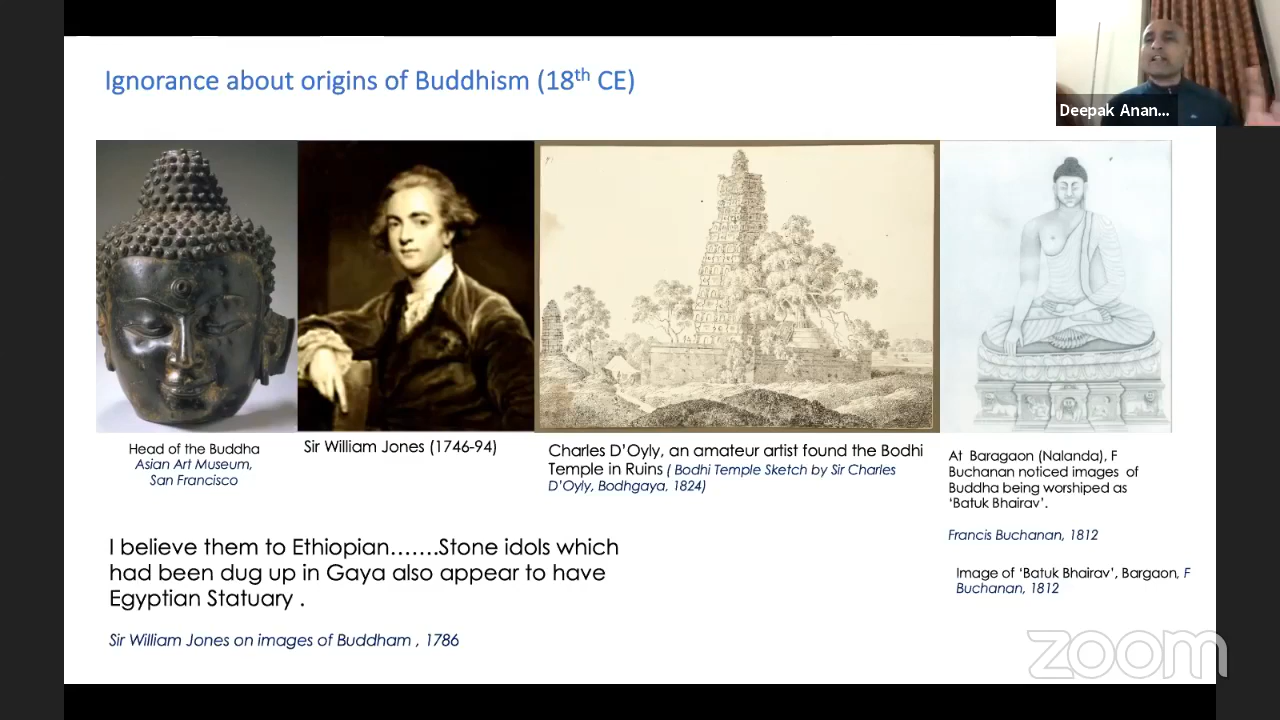 Ignorance about origins of Buddhism (18th CE)
Deepak Anan...
Head of the Buddha
Asian Art Museum,
San Francisco
Sir William Jones (1746-94)
Charles D'Oyly, an amateur artist found the Bodhi
Temple in Ruins ( Bodhi Temple Sketch by Sir Charles
D'Oyly, Bodhgaya, 1824)
At Baragaon (Nalanda), F
Buchanan noticed images of
Buddha being worshiped as
'Batuk Bhairav'.
Francis Buchanan, 1812
Image of 'Batuk Bhairav', Bargaon, F
Buchanan, 1812
I believe them to Ethiopian.......Stone idols which
had been dug up in Gaya also appear to have
Egyptian Statuary .
Sir William Jones on images of Buddham , 1786
zoom